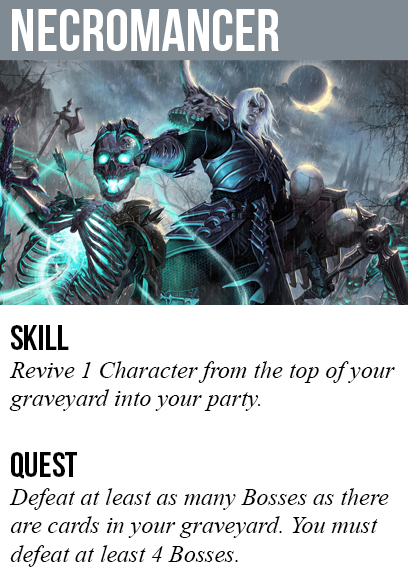 NECROMANCER
SKILL
Revive 1 Character from the top of your
graveyard into your party.
QUEST
Defeat at least as many Bosses as there
are cards in your graveyard. You must
defeat at least 4 Bosses.